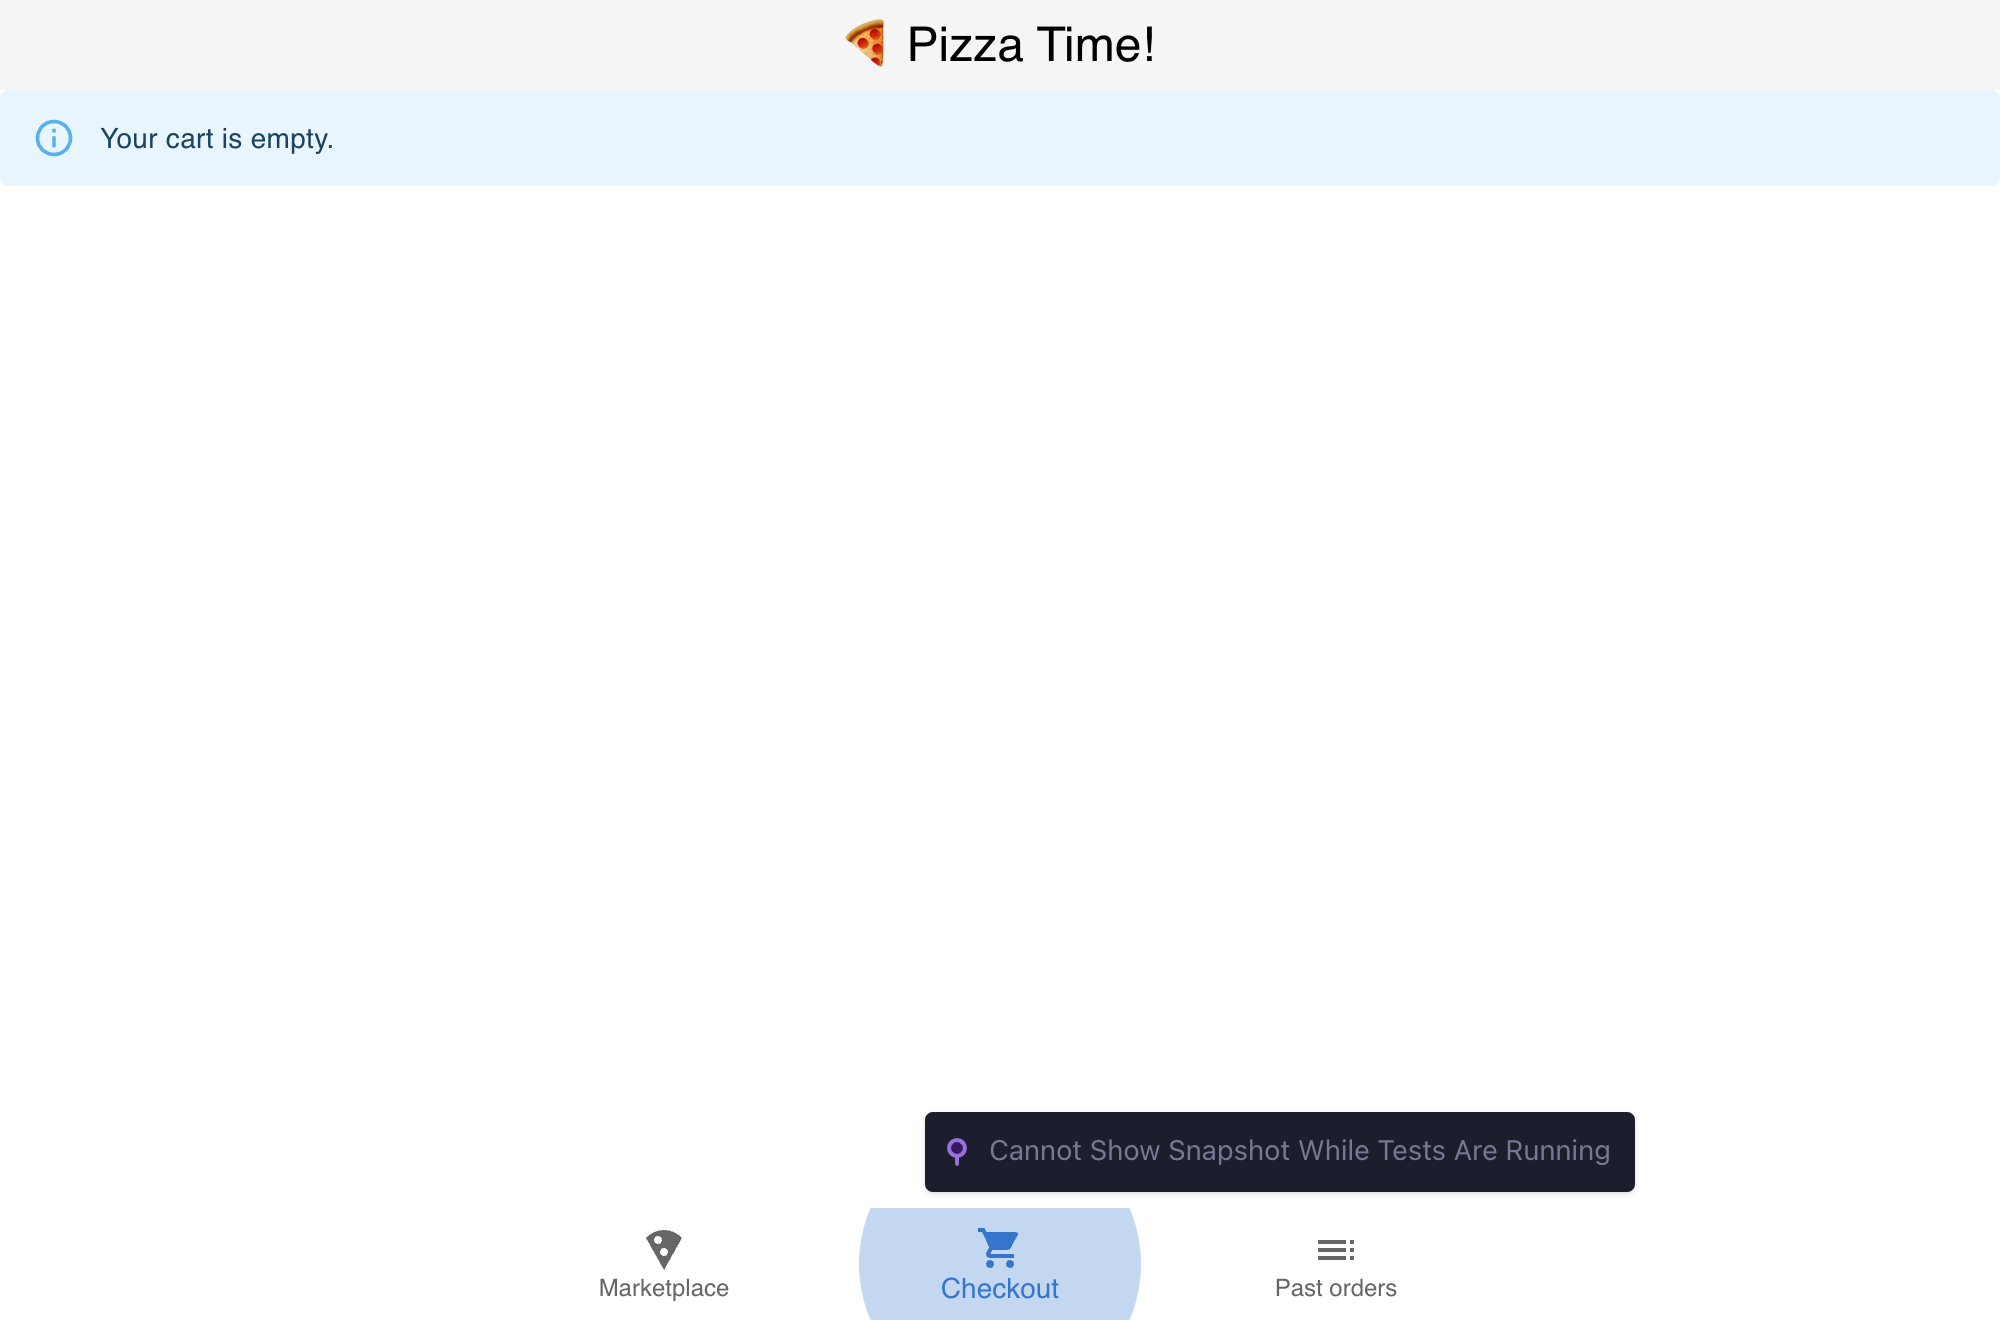 🍕 Pizza Time!
Your cart is empty.
Cannot Show Snapshot While Tests Are Running
Marketplace
Checkout
Past orders